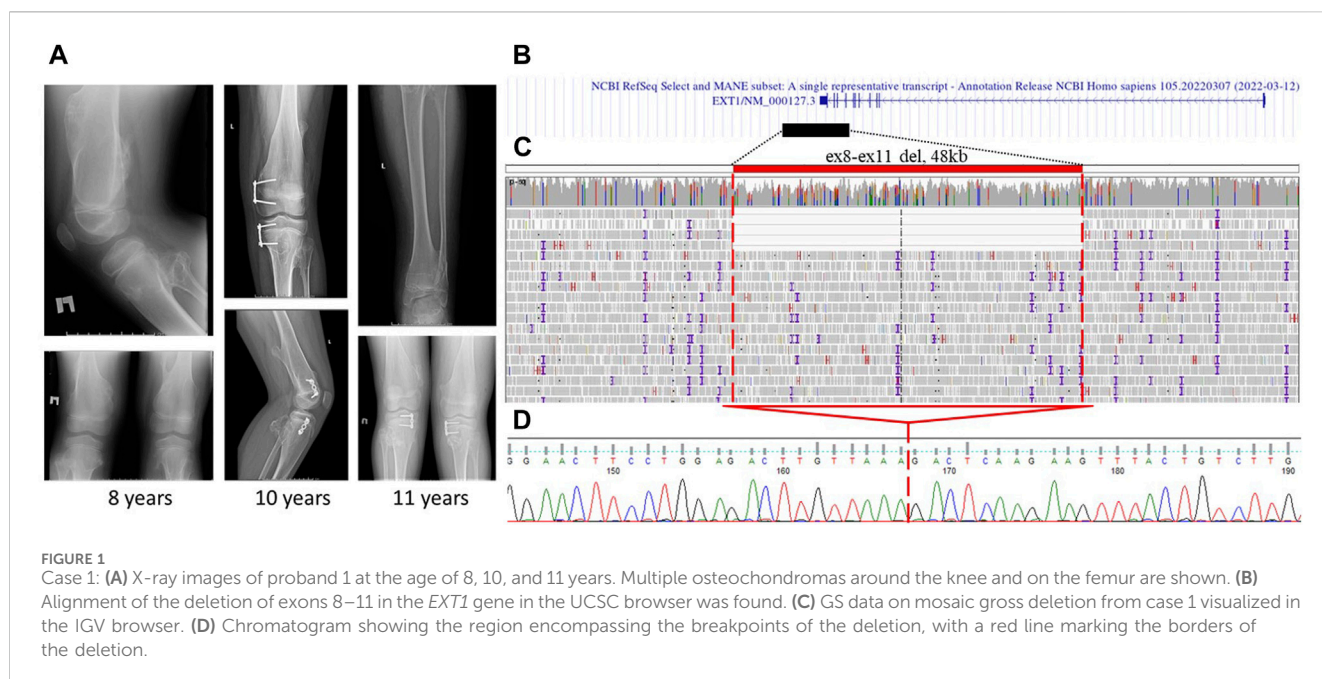 A
B
NCBI RefSeq Select and MANE subset: A single representative transcript - Annotation Release NCBI Homo sapiens 105.20220307 (2022-03-12)
EXT1/NM_000127.3
C
ex8-ex11 del, 48kb
L
L
L
П
П
П
8 years
10 years
11 years
D
G G A A C T T C C T G G A G A C T T G T T A A A G A C T C A A G A A G T T T A C T G T C T T G
150 160 170 180 190
FIGURE 1
Case 1: (A) X-ray images of proband 1 at the age of 8, 10, and 11 years. Multiple osteochondromas around the knee and on the femur are shown. (B)
Alignment of the deletion of exons 8–11 in the EXT1 gene in the UCSC browser was found. (C) GS data on mosaic gross deletion from case 1 visualized in
the IGV browser. (D) Chromatogram showing the region encompassing the breakpoints of the deletion, with a red line marking the borders of
the deletion.